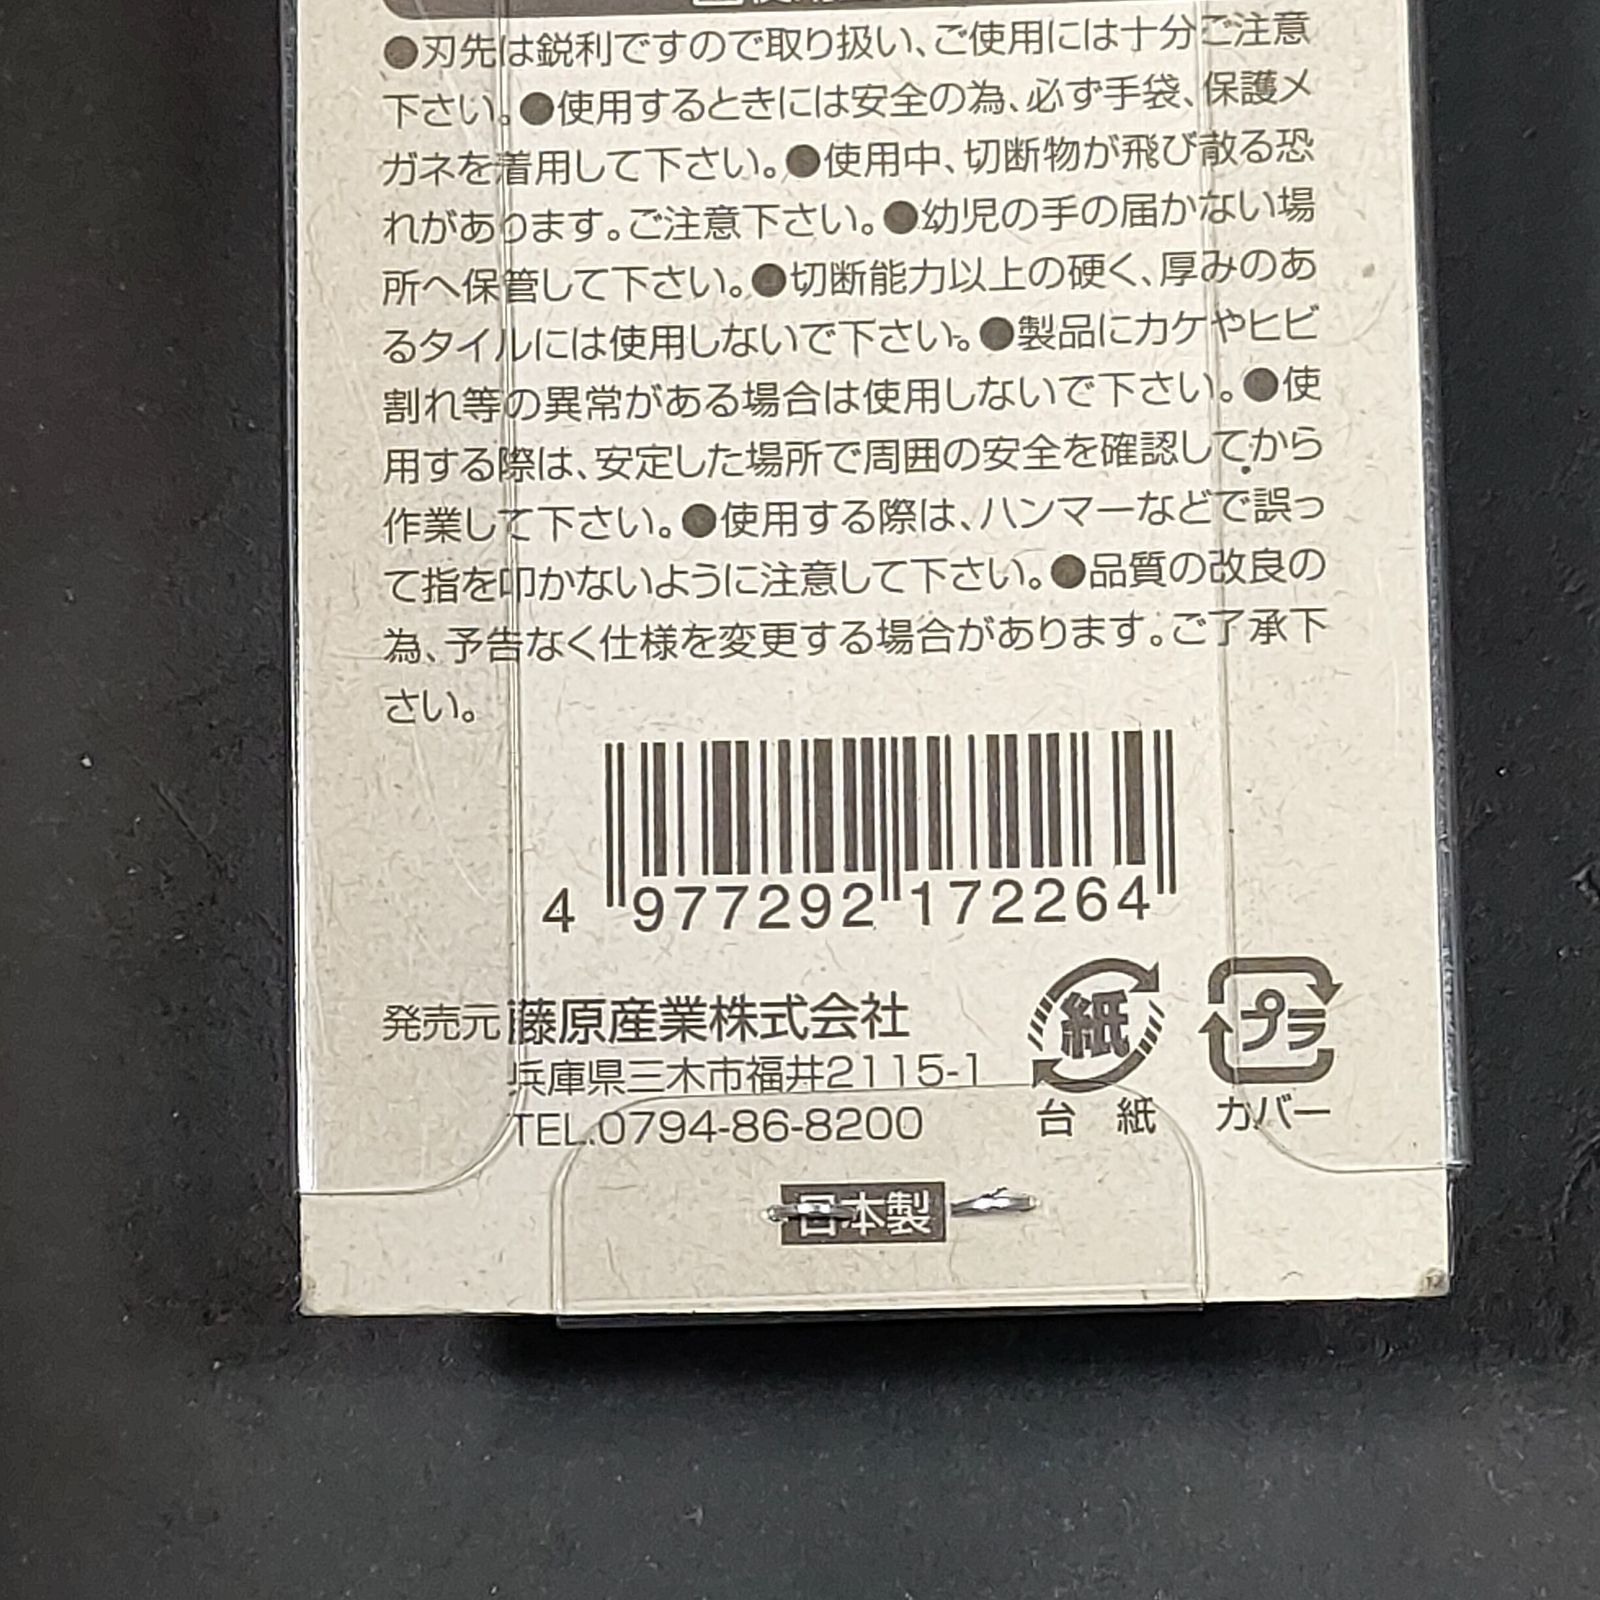 ●刃先は鋭利ですので取り扱い、ご使用には十分ご注意
下さい。●使用するときには安全の為、必ず手袋、保護メ
ガネを着用して下さい。●使用中、切断物が飛び散る恐
れがあります。ご注意下さい。●幼児の手の届かない場
所へ保管して下さい。●切断能力以上の硬く、厚みのあ
るタイルには使用しないで下さい。●製品にカケやヒビ
割れ等の異常がある場合は使用しないで下さい。●使
用する際は、安定した場所で周囲の安全を確認してから
作業して下さい。●使用する際は、ハンマーなどで誤っ
て指を叩かないように注意して下さい。●品質の改良の
為、予告なく仕様を変更する場合があります。ご了承下
さい。
4 977292 172264
発売元 藤原産業株式会社
兵庫県三木市福井2115-1
TEL.0794-86-8200
紙
台 紙
プラ
カバー
日本製